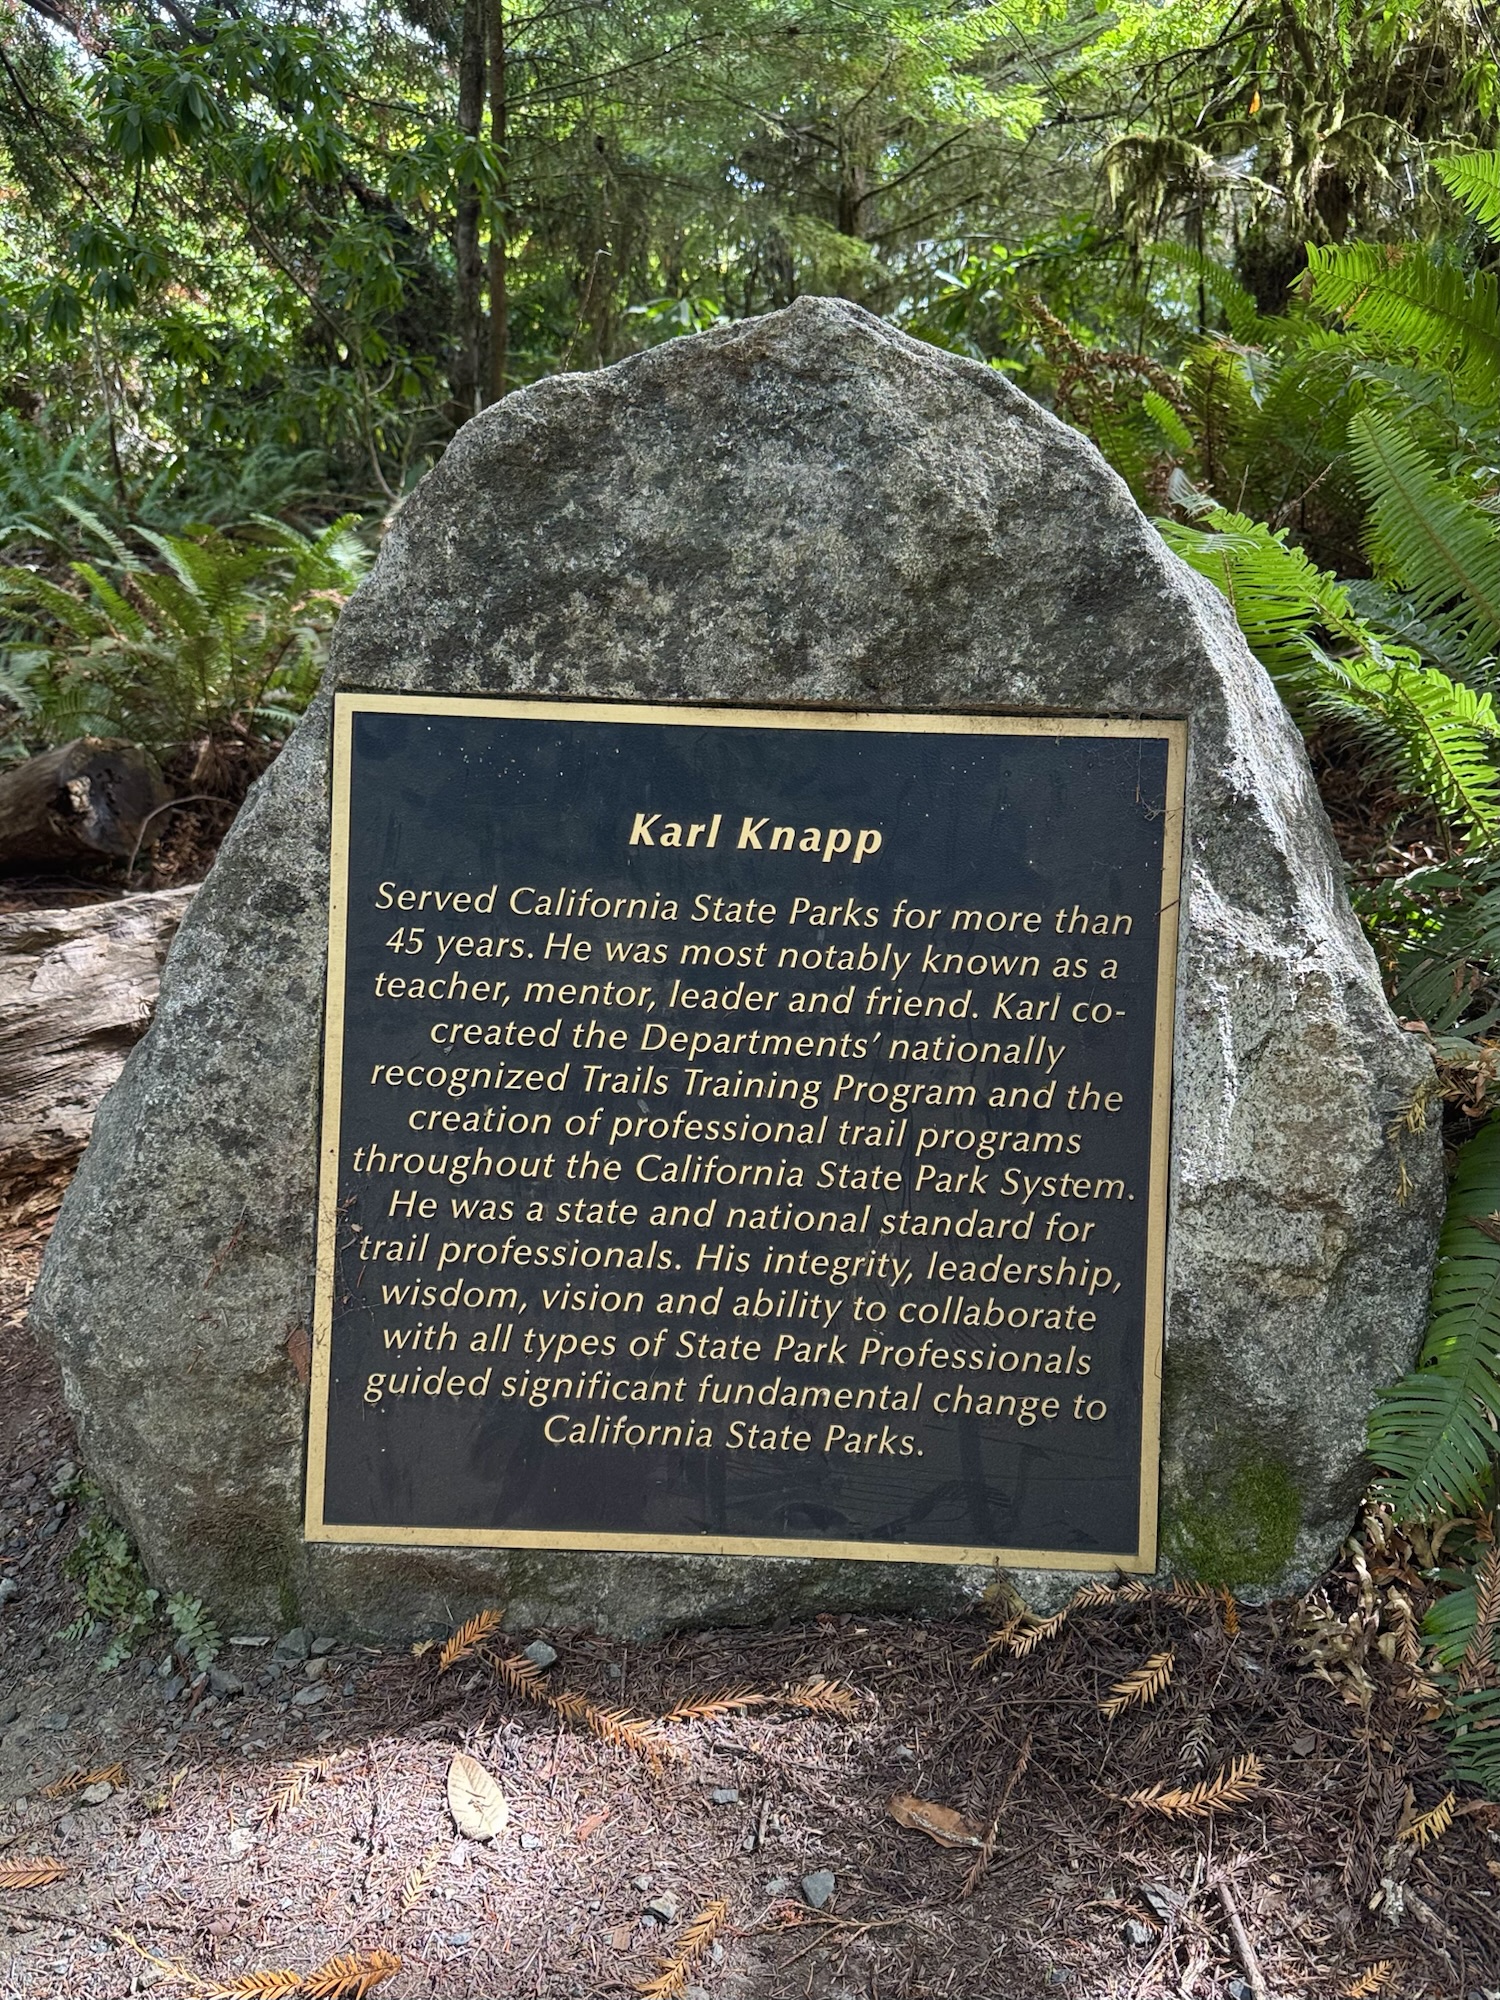 Karl Knapp
Served California State Parks for more than
45 years. He was most notably known as a
teacher, mentor, leader and friend. Karl co-
created the Departments' nationally
recognized Trails Training Program and the
creation of professional trail programs
throughout the California State Park System.
He was a state and national standard for
trail professionals. His integrity, leadership,
wisdom, vision and ability to collaborate
with all types of State Park Professionals
guided significant fundamental change to
California State Parks.